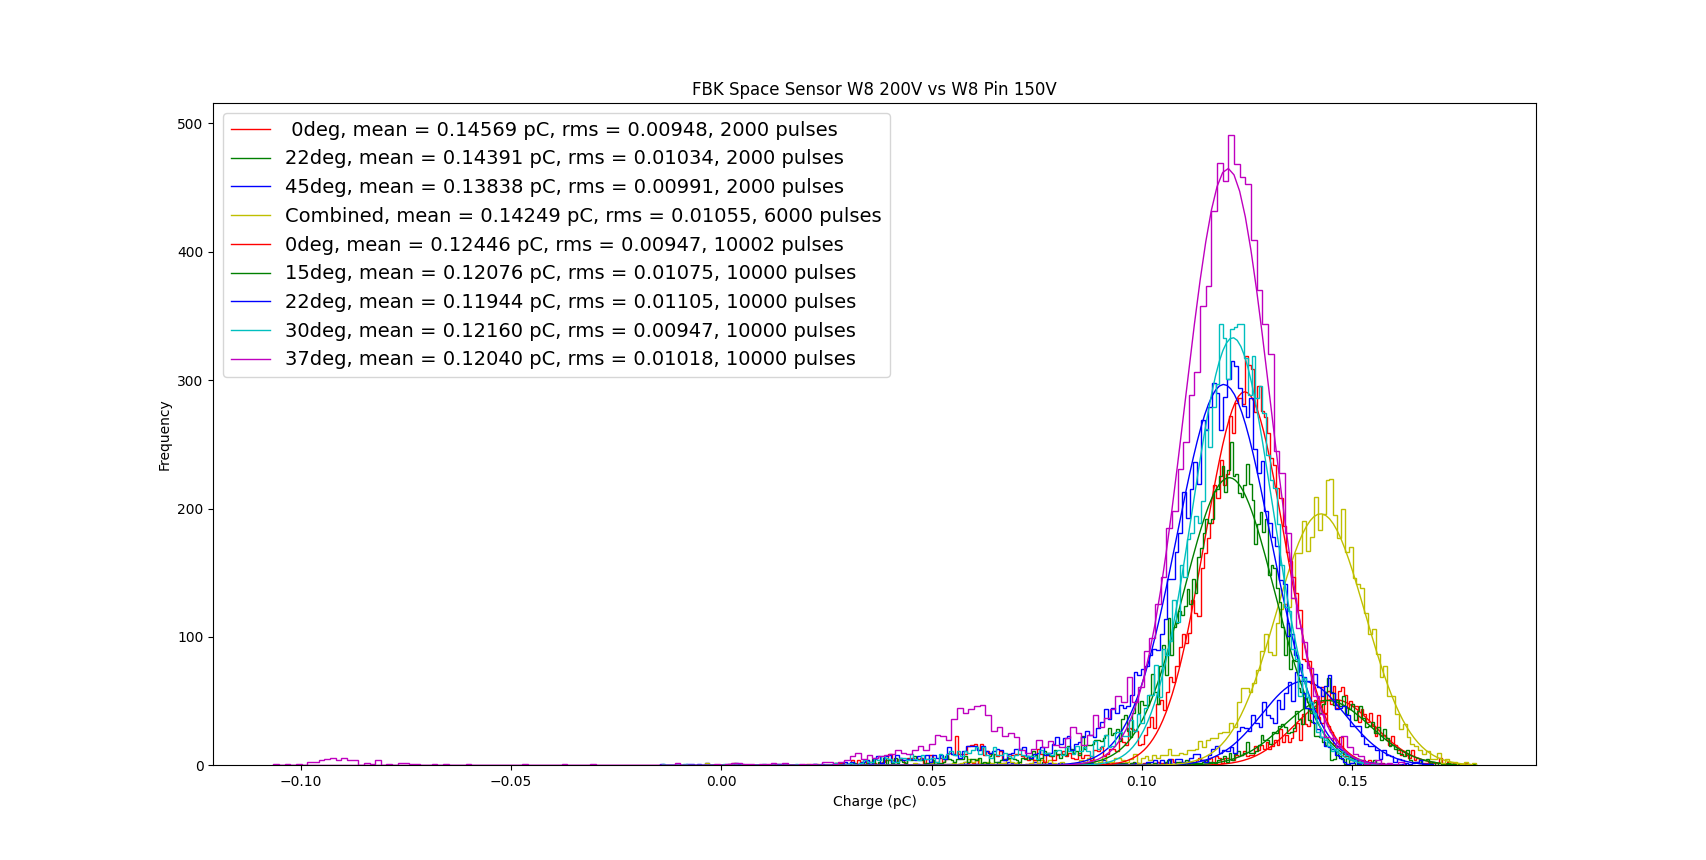 FBK Space Sensor W8 200V vs W8 Pin 150V
0deg, mean = 0.14569 pC, rms = 0.00948, 2000 pulses
22deg, mean = 0.14391 pC, rms = 0.01034, 2000 pulses
45deg, mean = 0.13838 pC, rms = 0.00991, 2000 pulses
Combined, mean = 0.14249 pC, rms = 0.01055, 6000 pulses
0deg, mean = 0.12446 pC, rms = 0.00947, 10002 pulses
15deg, mean = 0.12076 pC, rms = 0.01075, 10000 pulses
22deg, mean = 0.11944 pC, rms = 0.01105, 10000 pulses
30deg, mean = 0.12160 pC, rms = 0.00947, 10000 pulses
37deg, mean = 0.12040 pC, rms = 0.01018, 10000 pulses
500
400
300
200
100
0
Frequency
−0.10 −0.05 0.00 0.05 0.10 0.15
Charge (pC)